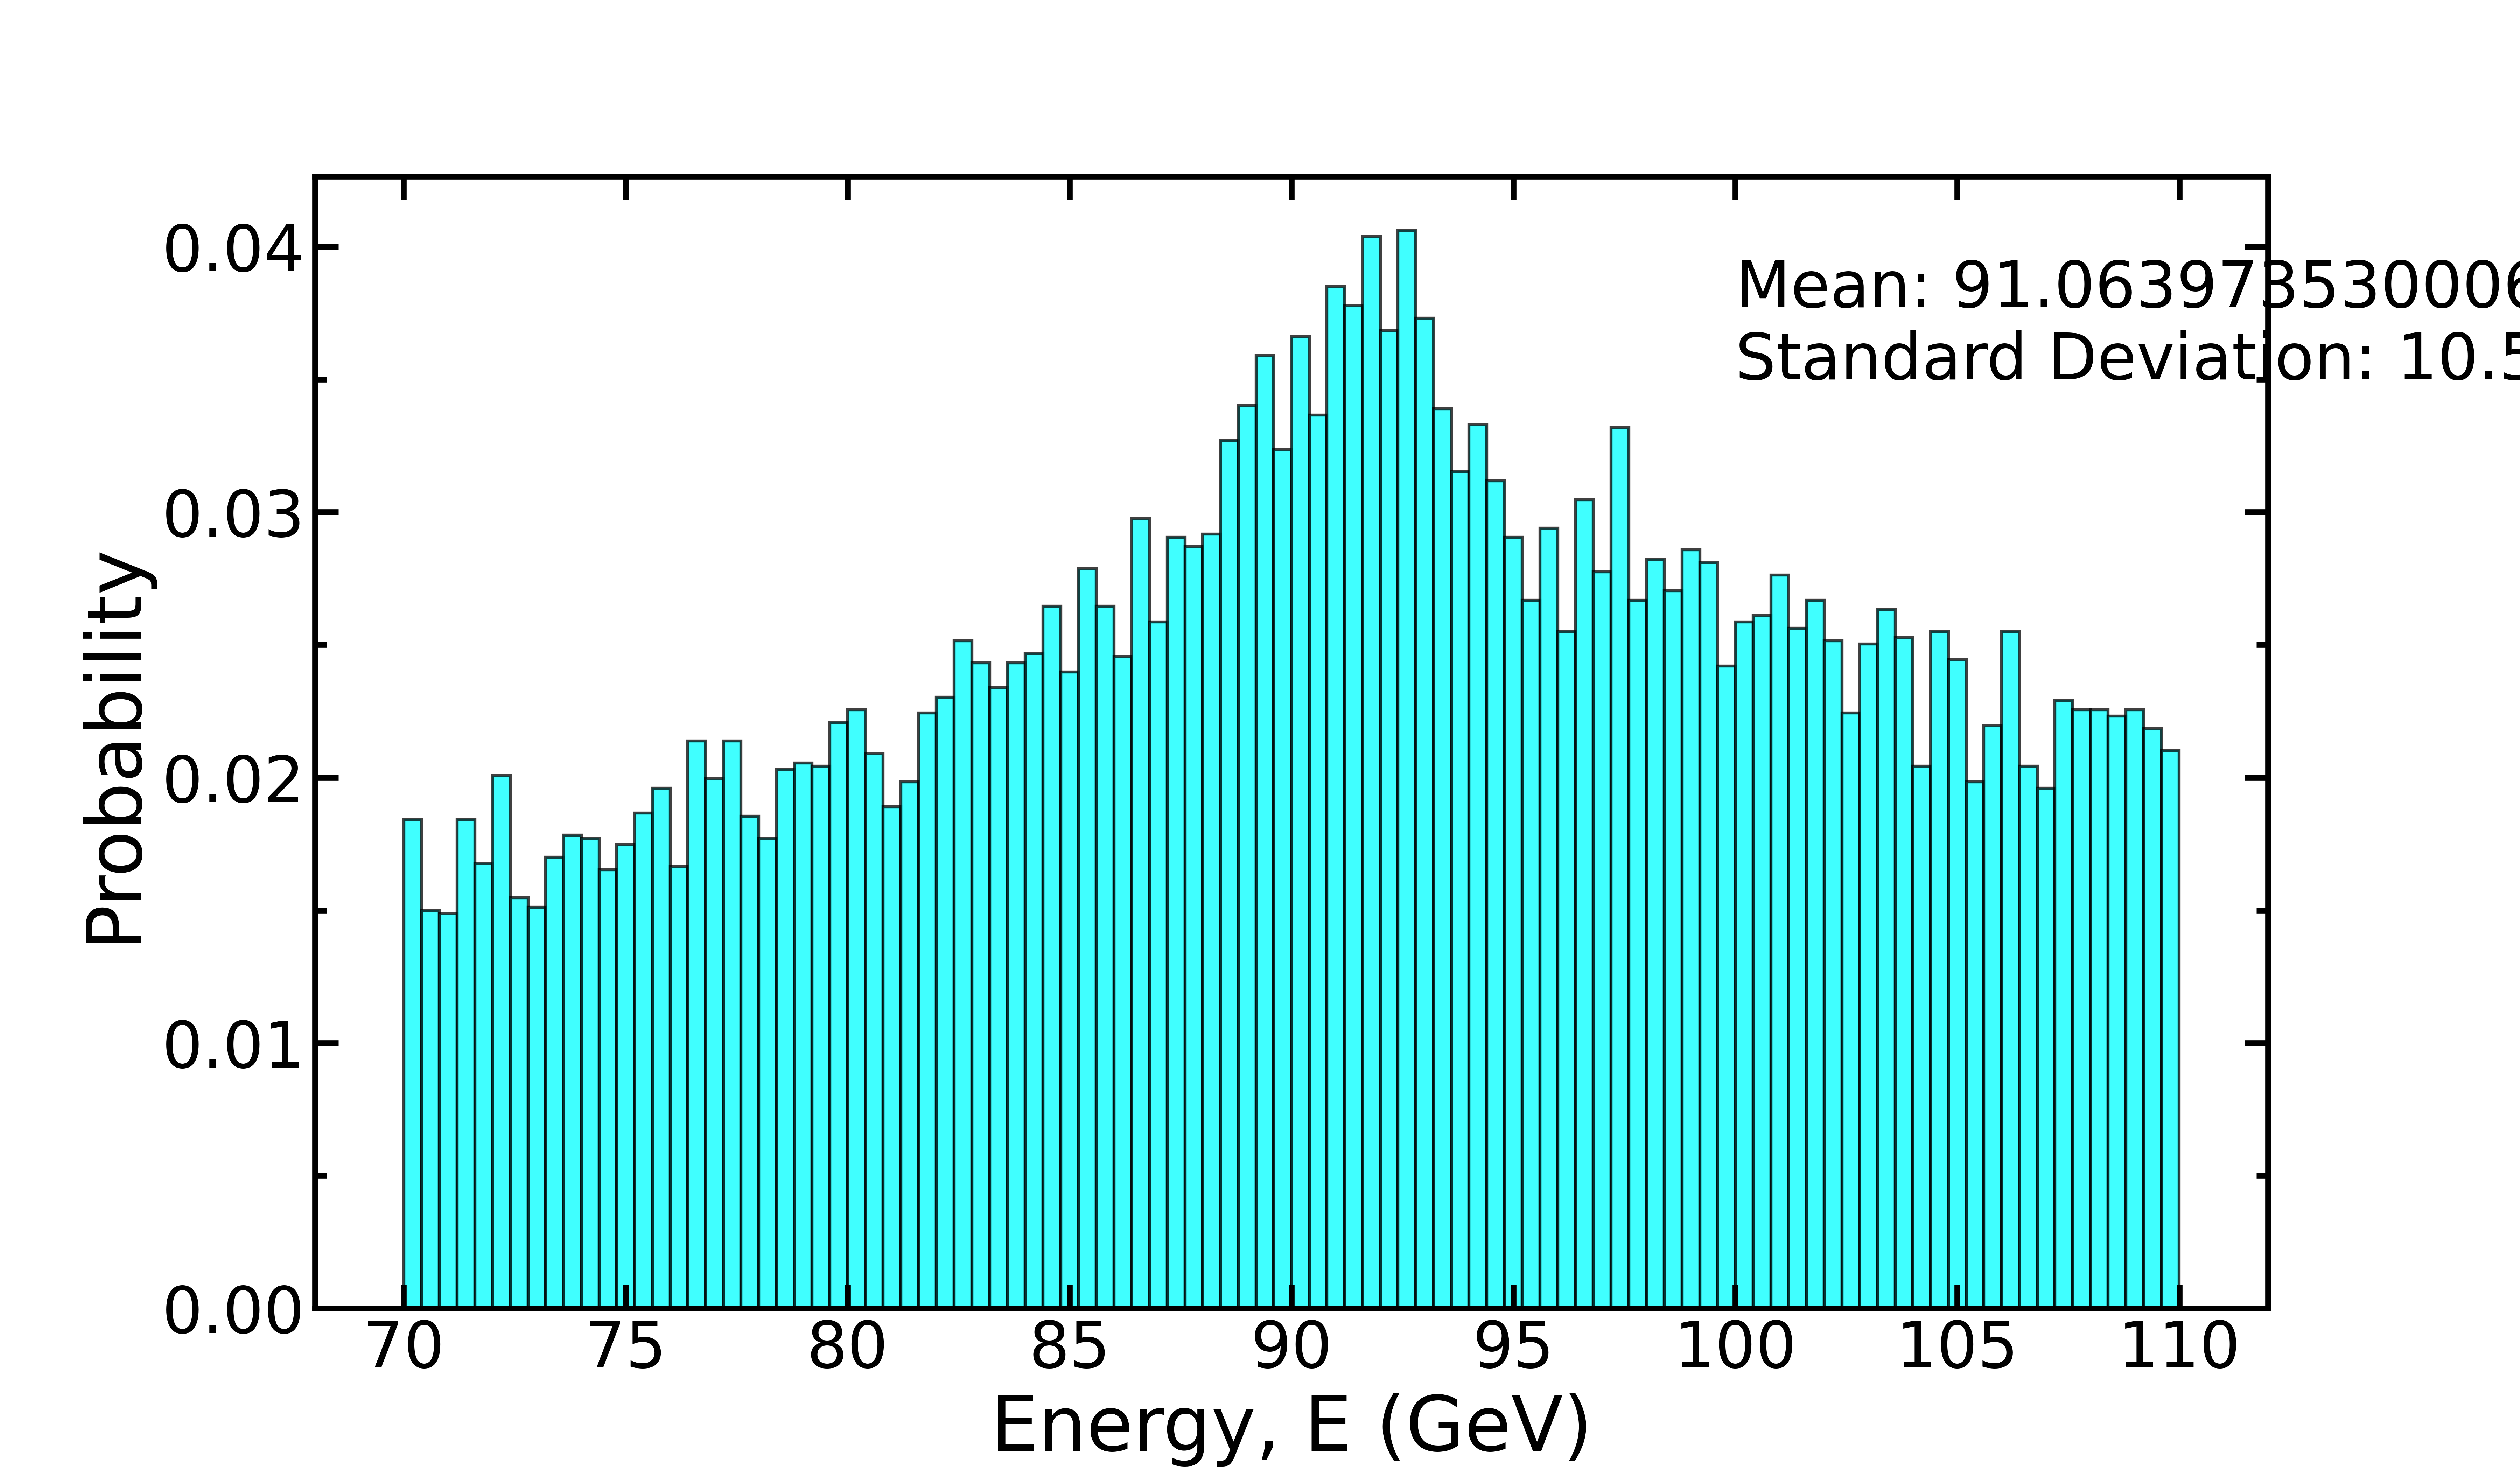 0.04
Mean: 91.063973530006
Standard Deviation: 10.5
0.03
0.02
0.01
0.00
Probability
70 75 80 85 90 95 100 105 110
Energy, E (GeV)